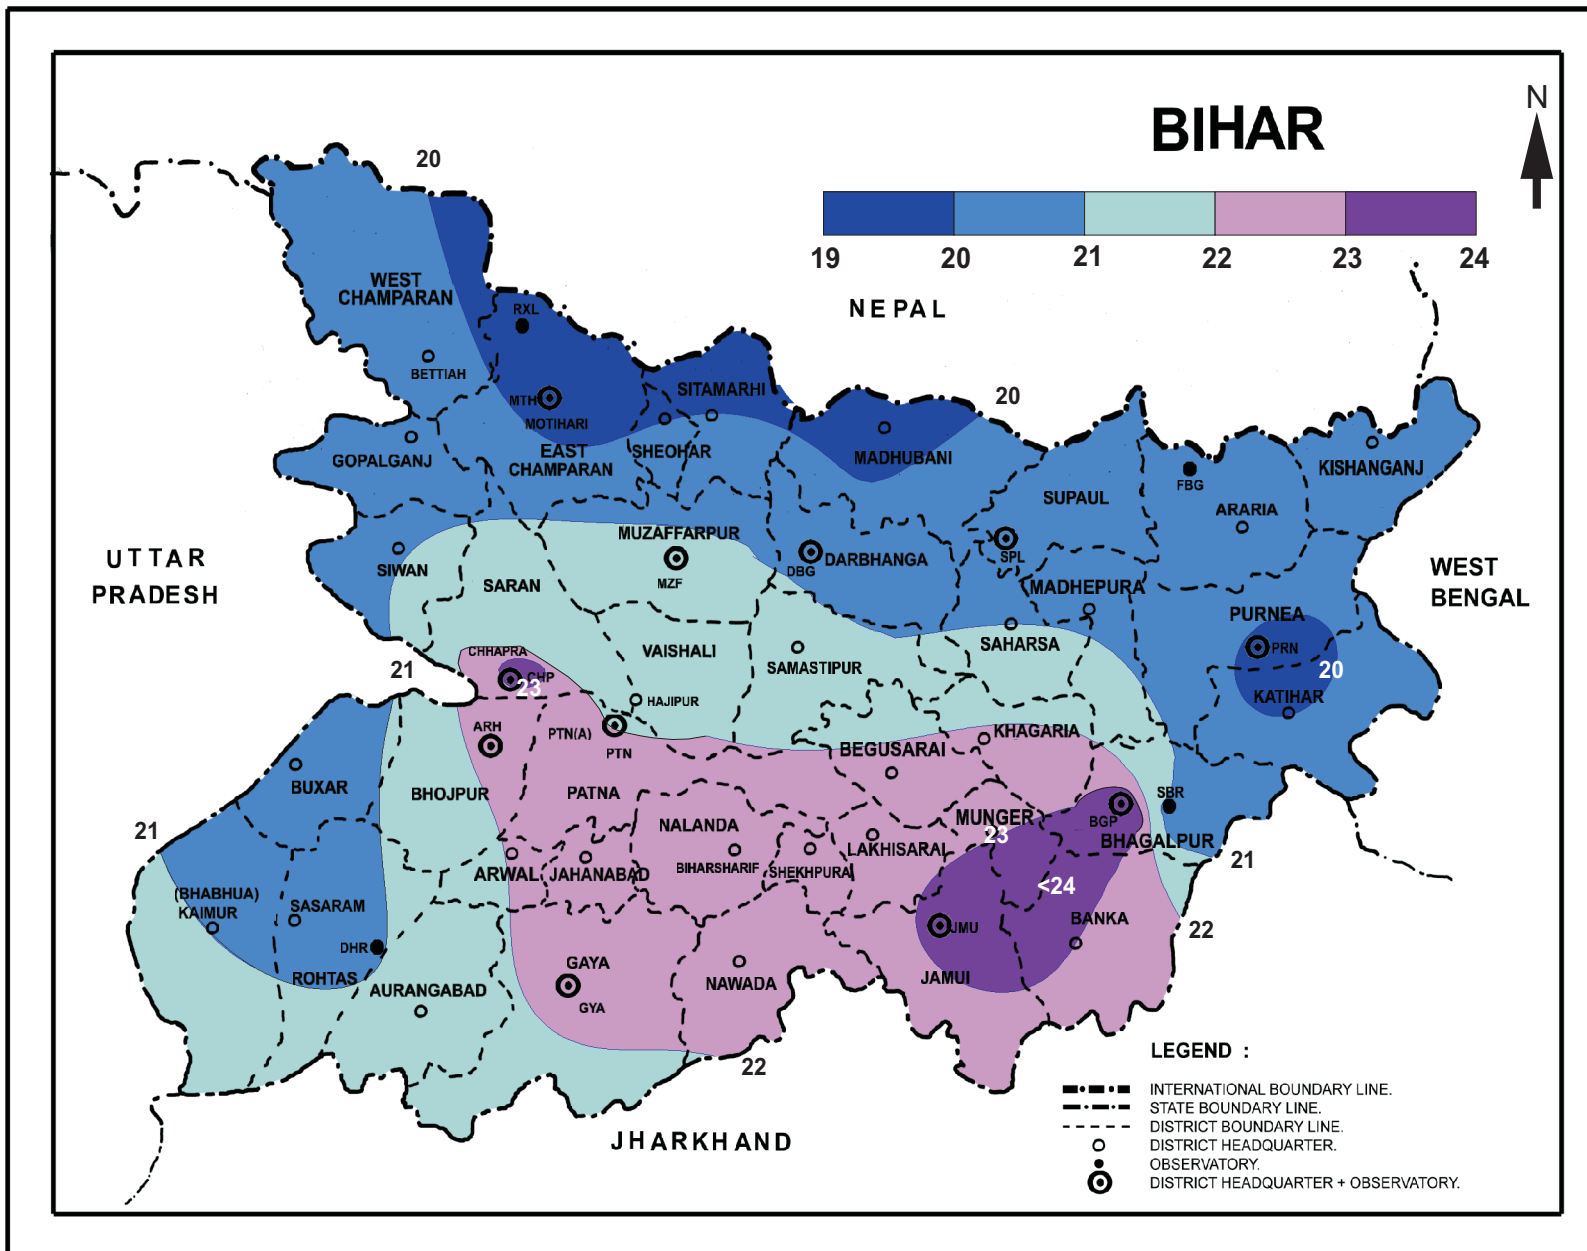 BIHAR
N
20
19 20 21 22 23 24
NEPAL
WEST
CHAMPARAN
RXL
BETTIAH
MTH
MOTIHARI
SITAMARHI
20
GOPALGANJ
EAST
CHAMPARAN
SHEOHAR
MADHUBANI
KISHANGANJ
FBG
SUPAUL
ARARIA
UTTAR
PRADESH
SIWAN
SARAN
MUZAFFARPUR
MZF
DBG
DARBHANGA
SPL
MADHEPURA
WEST
BENGAL
PURNEA
PRN
20
KATIHAR
CHHAPRA
CHP
23
VAISHALI
SAMASTIPUR
SAHARSA
21
HAJIPUR
ARH
PTN(A)
PTN
BEGUSARAI
KHAGARIA
BUXAR
BHOJPUR
PATNA
SBR
21
NALANDA
MUNGER
23
BGP
BHAGALPUR
21
ARWAL
JAHANABAD
BIHARSHARIF
SHEKHPURA
LAKHISARAI
<24
(BHABHUA)
KAIMUR
SASARAM
DHR
ROHTAS
JMU
BANKA
22
AURANGABAD
GAYA
GYA
NAWADA
JAMUI
22
JHARKHAND
LEGEND :
INTERNATIONAL BOUNDARY LINE.
STATE BOUNDARY LINE.
DISTRICT BOUNDARY LINE.
DISTRICT HEADQUARTER.
OBSERVATORY.
DISTRICT HEADQUARTER + OBSERVATORY.